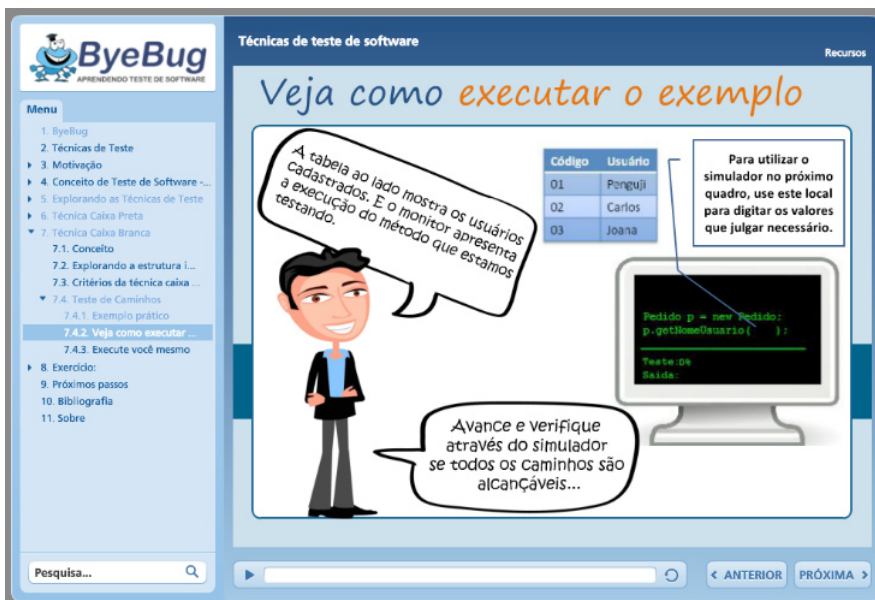 ByeBug
APRENDENDO TESTE DE SOFTWARE
Menu
1. ByeBug
2. Técnicas de Teste
3. Motivação
4. Conceito de Teste de Software -...
5. Explorando as Técnicas de Teste
6. Técnica Caixa Preta
7. Técnica Caixa Branca
7.1. Conceito
7.2. Explorando a estrutura i...
7.3. Critérios da técnica caixa ...
7.4. Teste de Caminhos
7.4.1. Exemplo prático
7.4.2. Veja como executar ...
7.4.3. Execute você mesmo
8. Exercício:
9. Próximos passos
10. Bibliografia
11. Sobre
Pesquisa...
Técnicas de teste de software
Recursos
Veja como executar o exemplo
A tabela ao lado mostra os usuários
cadastrados. E o monitor apresenta
a execução do método que estamos
testando.
Código Usuário
01 Penguji
02 Carlos
03 Joana
Para utilizar o
simulador no próximo
quadro, use este local
para digitar os valores
que julgar necessário.
Pedido p = new Pedido;
p.getNomeUsuario( );
Teste:0%
Saida:
Avance e verifique
através do simulador
se todos os caminhos são
alcançáveis...
ANTERIOR
PRÓXIMA